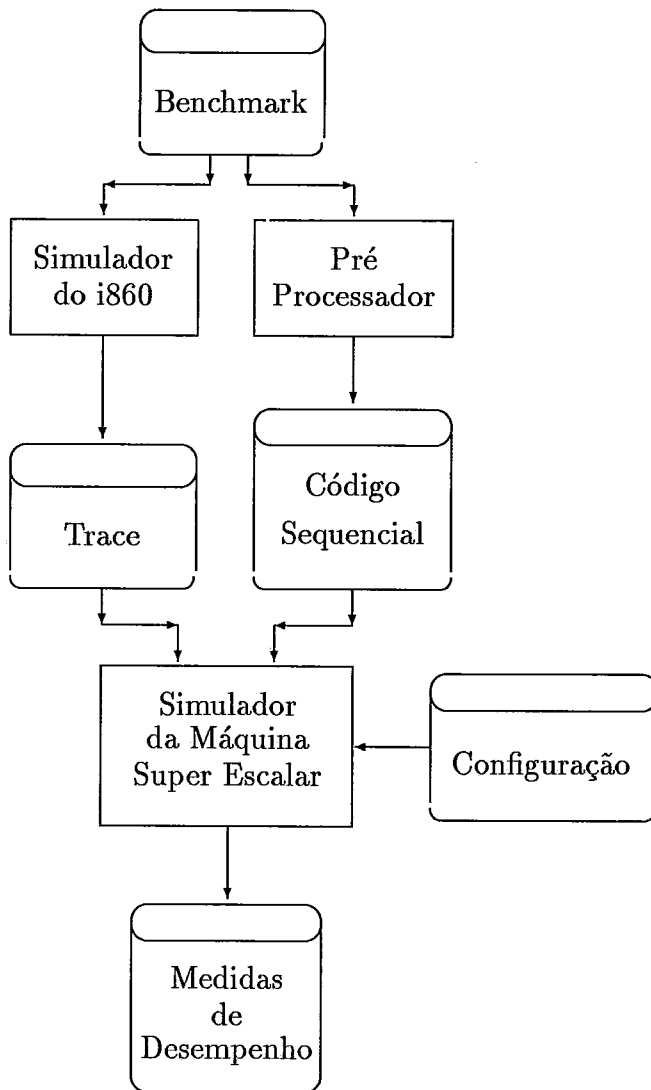 Benchmark
Simulador
do i860
Pré
Processador
Trace
Código
Sequencial
Simulador
da Máquina
Super Escalar
Configuração
Medidas
de
Desempenho